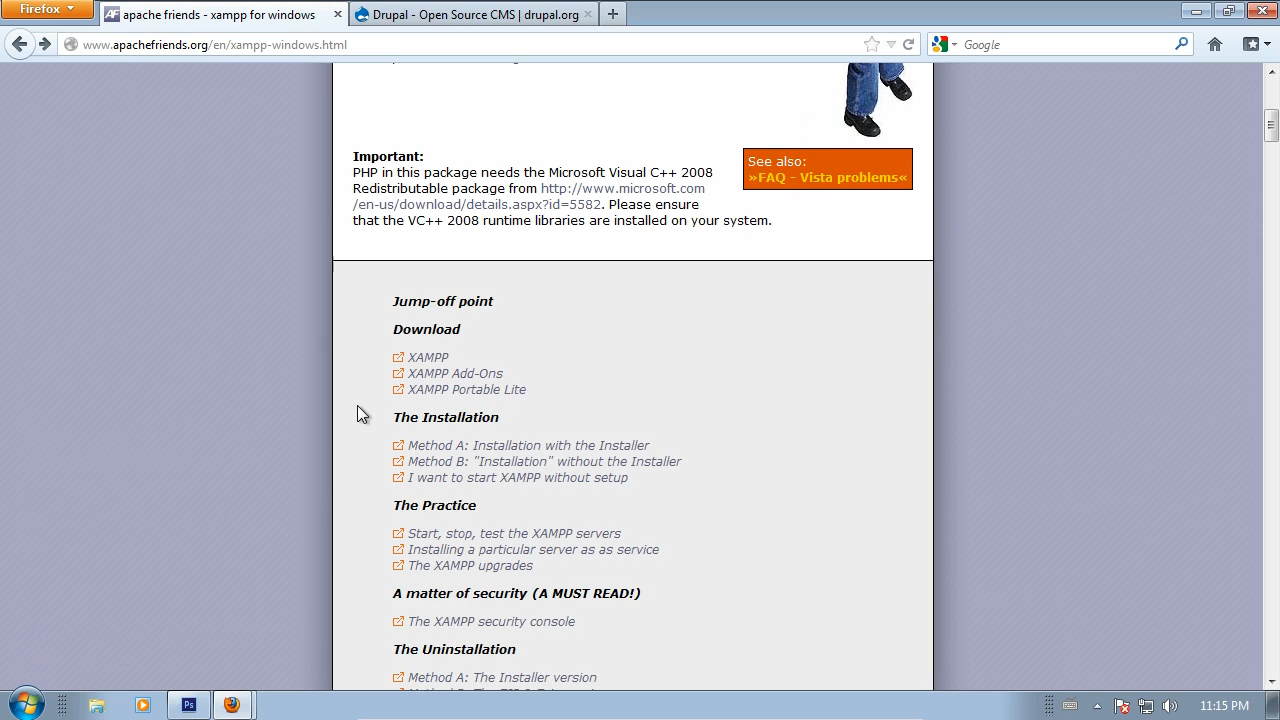 Firefox
apache friends - xampp for windows
Drupal - Open Source CMS | drupal.org
www.apachefriends.org/en/xampp-windows.html
Google
Important:
PHP in this package needs the Microsoft Visual C++ 2008
Redistributable package from http://www.microsoft.com
/en-us/download/details.aspx?id=5582. Please ensure
that the VC++ 2008 runtime libraries are installed on your system.
See also:
»FAQ - Vista problems«
Jump-off point
Download
XAMPP
XAMPP Add-Ons
XAMPP Portable Lite
The Installation
Method A: Installation with the Installer
Method B: "Installation" without the Installer
I want to start XAMPP without setup
The Practice
Start, stop, test the XAMPP servers
Installing a particular server as as service
The XAMPP upgrades
A matter of security (A MUST READ!)
The XAMPP security console
The Uninstallation
Method A: The Installer version
Ps
11:15 PM